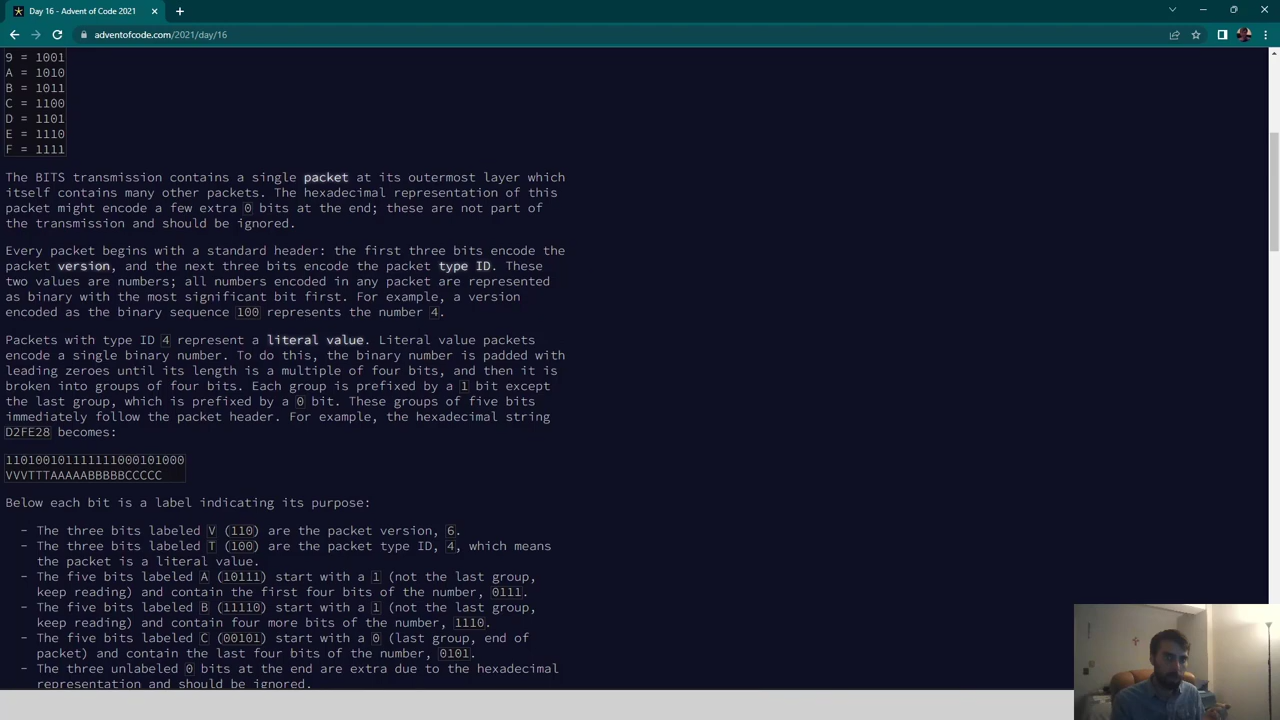 Day 16 - Advent of Code 2021
adventofcode.com/2021/day/16
9 = 1001
A = 1010
B = 1011
C = 1100
D = 1101
E = 1110
F = 1111
The BITS transmission contains a single packet at its outermost layer which
itself contains many other packets. The hexadecimal representation of this
packet might encode a few extra 0 bits at the end; these are not part of
the transmission and should be ignored.
Every packet begins with a standard header: the first three bits encode the
packet version, and the next three bits encode the packet type ID. These
two values are numbers; all numbers encoded in any packet are represented
as binary with the most significant bit first. For example, a version
encoded as the binary sequence 100 represents the number 4.
Packets with type ID 4 represent a literal value. Literal value packets
encode a single binary number. To do this, the binary number is padded with
leading zeroes until its length is a multiple of four bits, and then it is
broken into groups of four bits. Each group is prefixed by a 1 bit except
the last group, which is prefixed by a 0 bit. These groups of five bits
immediately follow the packet header. For example, the hexadecimal string
D2FE28 becomes:
110100101111111000101000
VVVTTTAAAAABBBBBCCCCC
Below each bit is a label indicating its purpose:
- The three bits labeled V (110) are the packet version, 6.
- The three bits labeled T (100) are the packet type ID, 4, which means
the packet is a literal value.
- The five bits labeled A (10111) start with a 1 (not the last group,
keep reading) and contain the first four bits of the number, 0111.
- The five bits labeled B (11110) start with a 1 (not the last group,
keep reading) and contain four more bits of the number, 1110.
- The five bits labeled C (00101) start with a 0 (last group, end of
packet) and contain the last four bits of the number, 0101.
- The three unlabeled 0 bits at the end are extra due to the hexadecimal
representation and should be ignored.